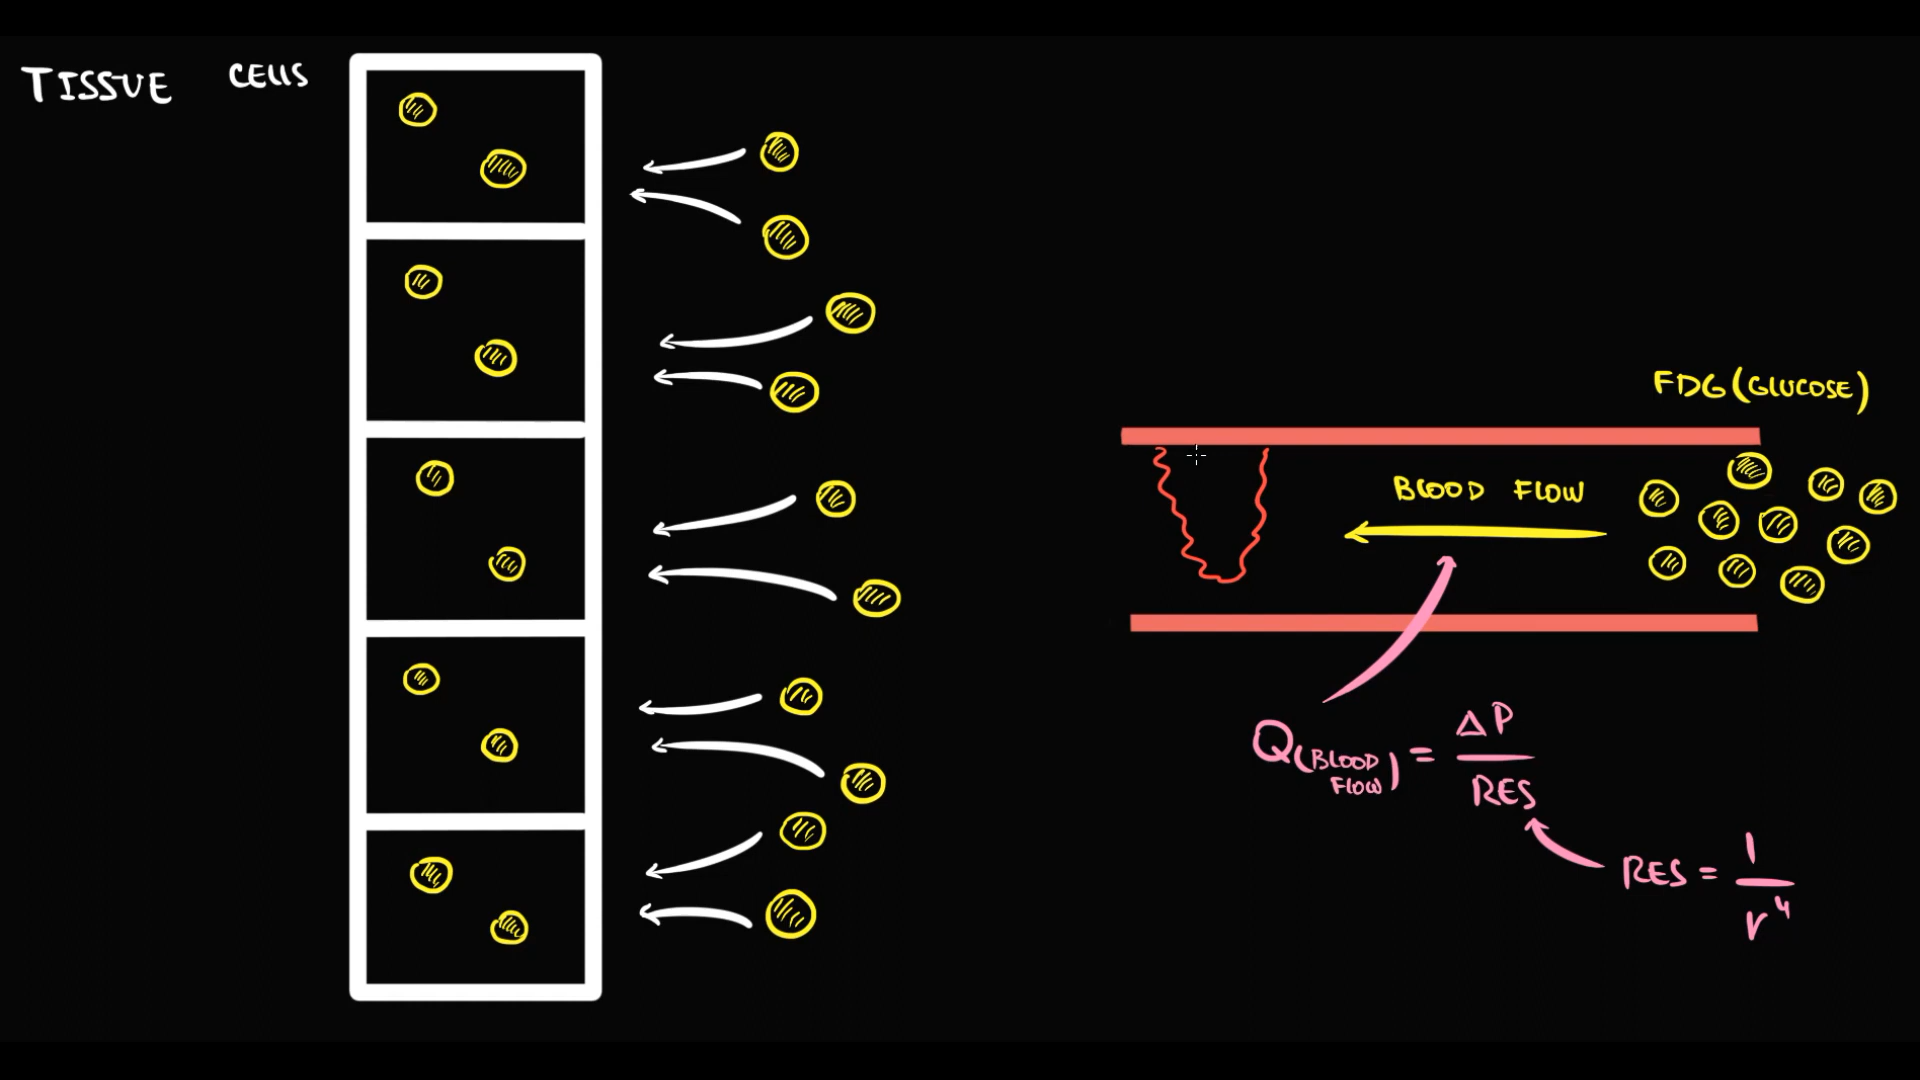 TISSUE CELLS
FDG (GLUCOSE)
BLOOD FLOW
Q(BLOOD FLOW) = ΔP / RES
RES = 1 / r⁴